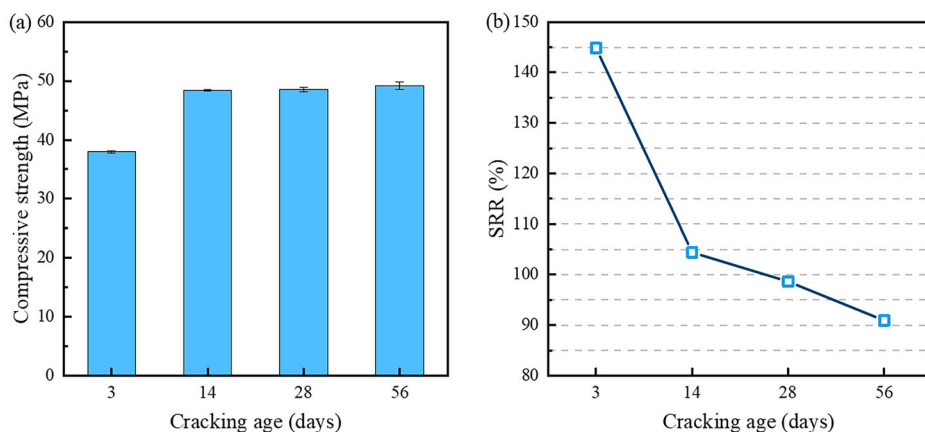 (a)
Compressive strength (MPa)
60
50
40
30
20
10
0
3 14 28 56
Cracking age (days)
(b)
SRR (%)
150
145
140
130
120
110
100
90
80
3 14 28 56
Cracking age (days)